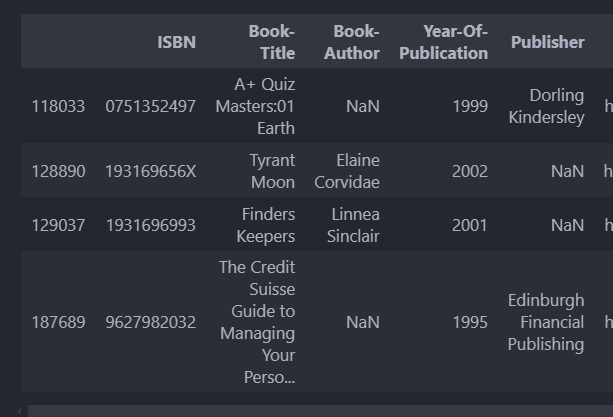 ISBN Book-Title Book-Author Year-Of-Publication Publisher
118033 0751352497 A+ Quiz Masters:01 Earth NaN 1999 Dorling Kindersley h
128890 193169656X Tyrant Moon Elaine Corvidae 2002 NaN h
129037 1931696993 Finders Keepers Linnea Sinclair 2001 NaN h
187689 9627982032 The Credit Suisse Guide to Managing Your Perso... NaN 1995 Edinburgh Financial Publishing h